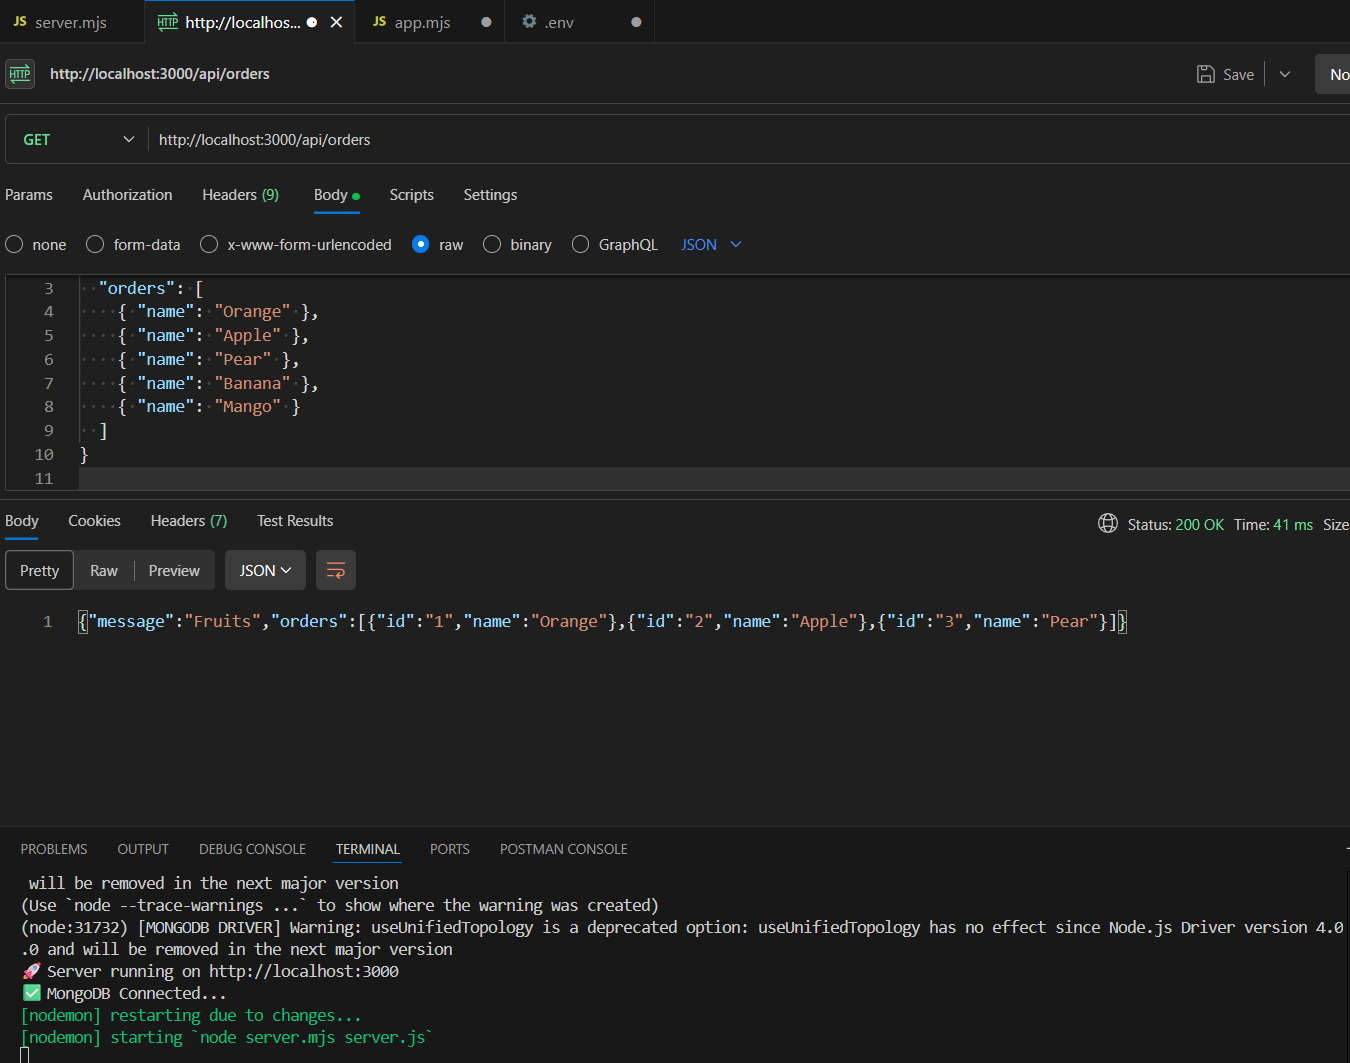 JS server.mjs HTTP http://localhos... JS app.mjs .env
HTTP http://localhost:3000/api/orders Save No
GET http://localhost:3000/api/orders
Params Authorization Headers (9) Body Scripts Settings
none form-data x-www-form-urlencoded raw binary GraphQL JSON
3 "orders": [
4 { "name": "Orange" },
5 { "name": "Apple" },
6 { "name": "Pear" },
7 { "name": "Banana" },
8 { "name": "Mango" }
9 ]
10 }
11
Body Cookies Headers (7) Test Results Status: 200 OK Time: 41 ms Size
Pretty Raw Preview JSON
1 {"message":"Fruits","orders":[{"id":"1","name":"Orange"},{"id":"2","name":"Apple"},{"id":"3","name":"Pear"}]}
PROBLEMS OUTPUT DEBUG CONSOLE TERMINAL PORTS POSTMAN CONSOLE
will be removed in the next major version
(Use `node --trace-warnings ...` to show where the warning was created)
(node:31732) [MONGODB DRIVER] Warning: useUnifiedTopology is a deprecated option: useUnifiedTopology has no effect since Node.js Driver version 4.0
.0 and will be removed in the next major version
🚀 Server running on http://localhost:3000
✅ MongoDB Connected...
[nodemon] restarting due to changes...
[nodemon] starting `node server.mjs server.js`